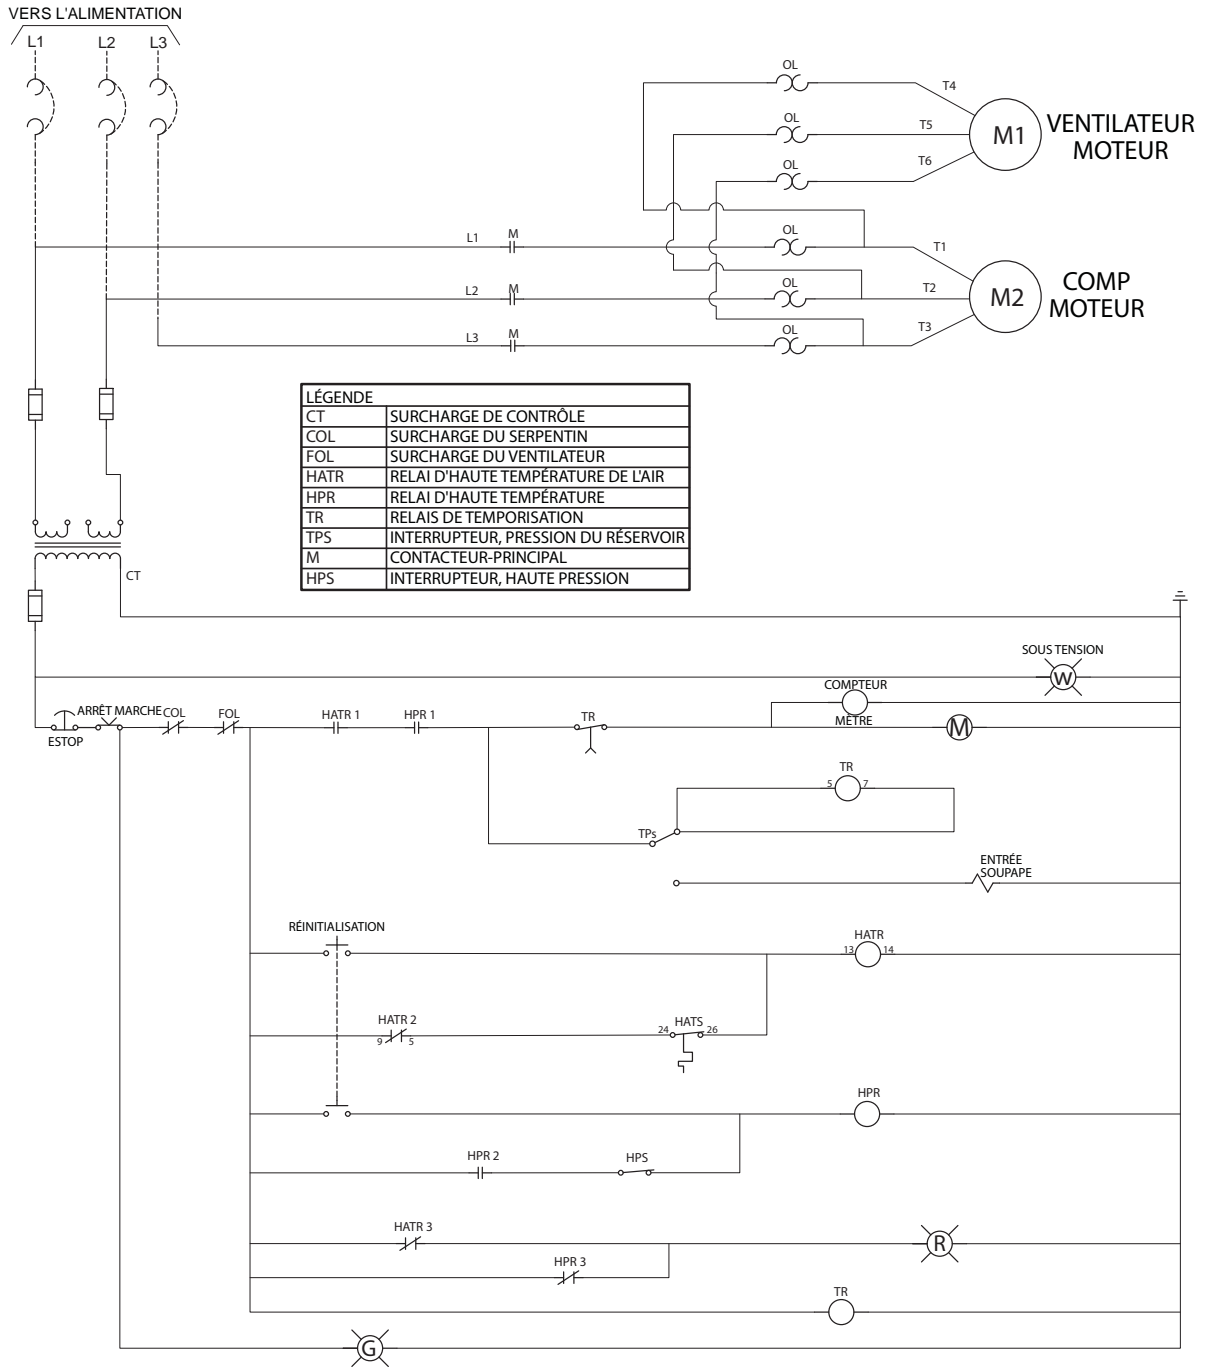 VERS L'ALIMENTATION
L1 L2 L3
OL
T4
OL
T5
M1
VENTILATEUR
MOTEUR
OL
T6
OL
L1 M
T1
OL
L2 M
T2
M2
COMP
MOTEUR
OL
L3 M
T3
LÉGENDE
CT SURCHARGE DE CONTRÔLE
COL SURCHARGE DU SERPENTIN
FOL SURCHARGE DU VENTILATEUR
HATR RELAI D'HAUTE TEMPÉRATURE DE L'AIR
HPR RELAI D'HAUTE TEMPÉRATURE
TR RELAIS DE TEMPORISATION
TPS INTERRUPTEUR, PRESSION DU RÉSERVOIR
M CONTACTEUR-PRINCIPAL
HPS INTERRUPTEUR, HAUTE PRESSION
CT
SOUS TENSION
W
COMPTEUR
MÈTRE
ARRÊT MARCHE COL FOL HATR 1 HPR 1 TR
M
ESTOP
TR
5 7
TPs
ENTRÉE
SOUPAPE
RÉINITIALISATION
HATR
13 14
HATR 2
9 5
HATS
24 26
HPR
HPR 2 HPS
HATR 3
R
HPR 3
TR
G